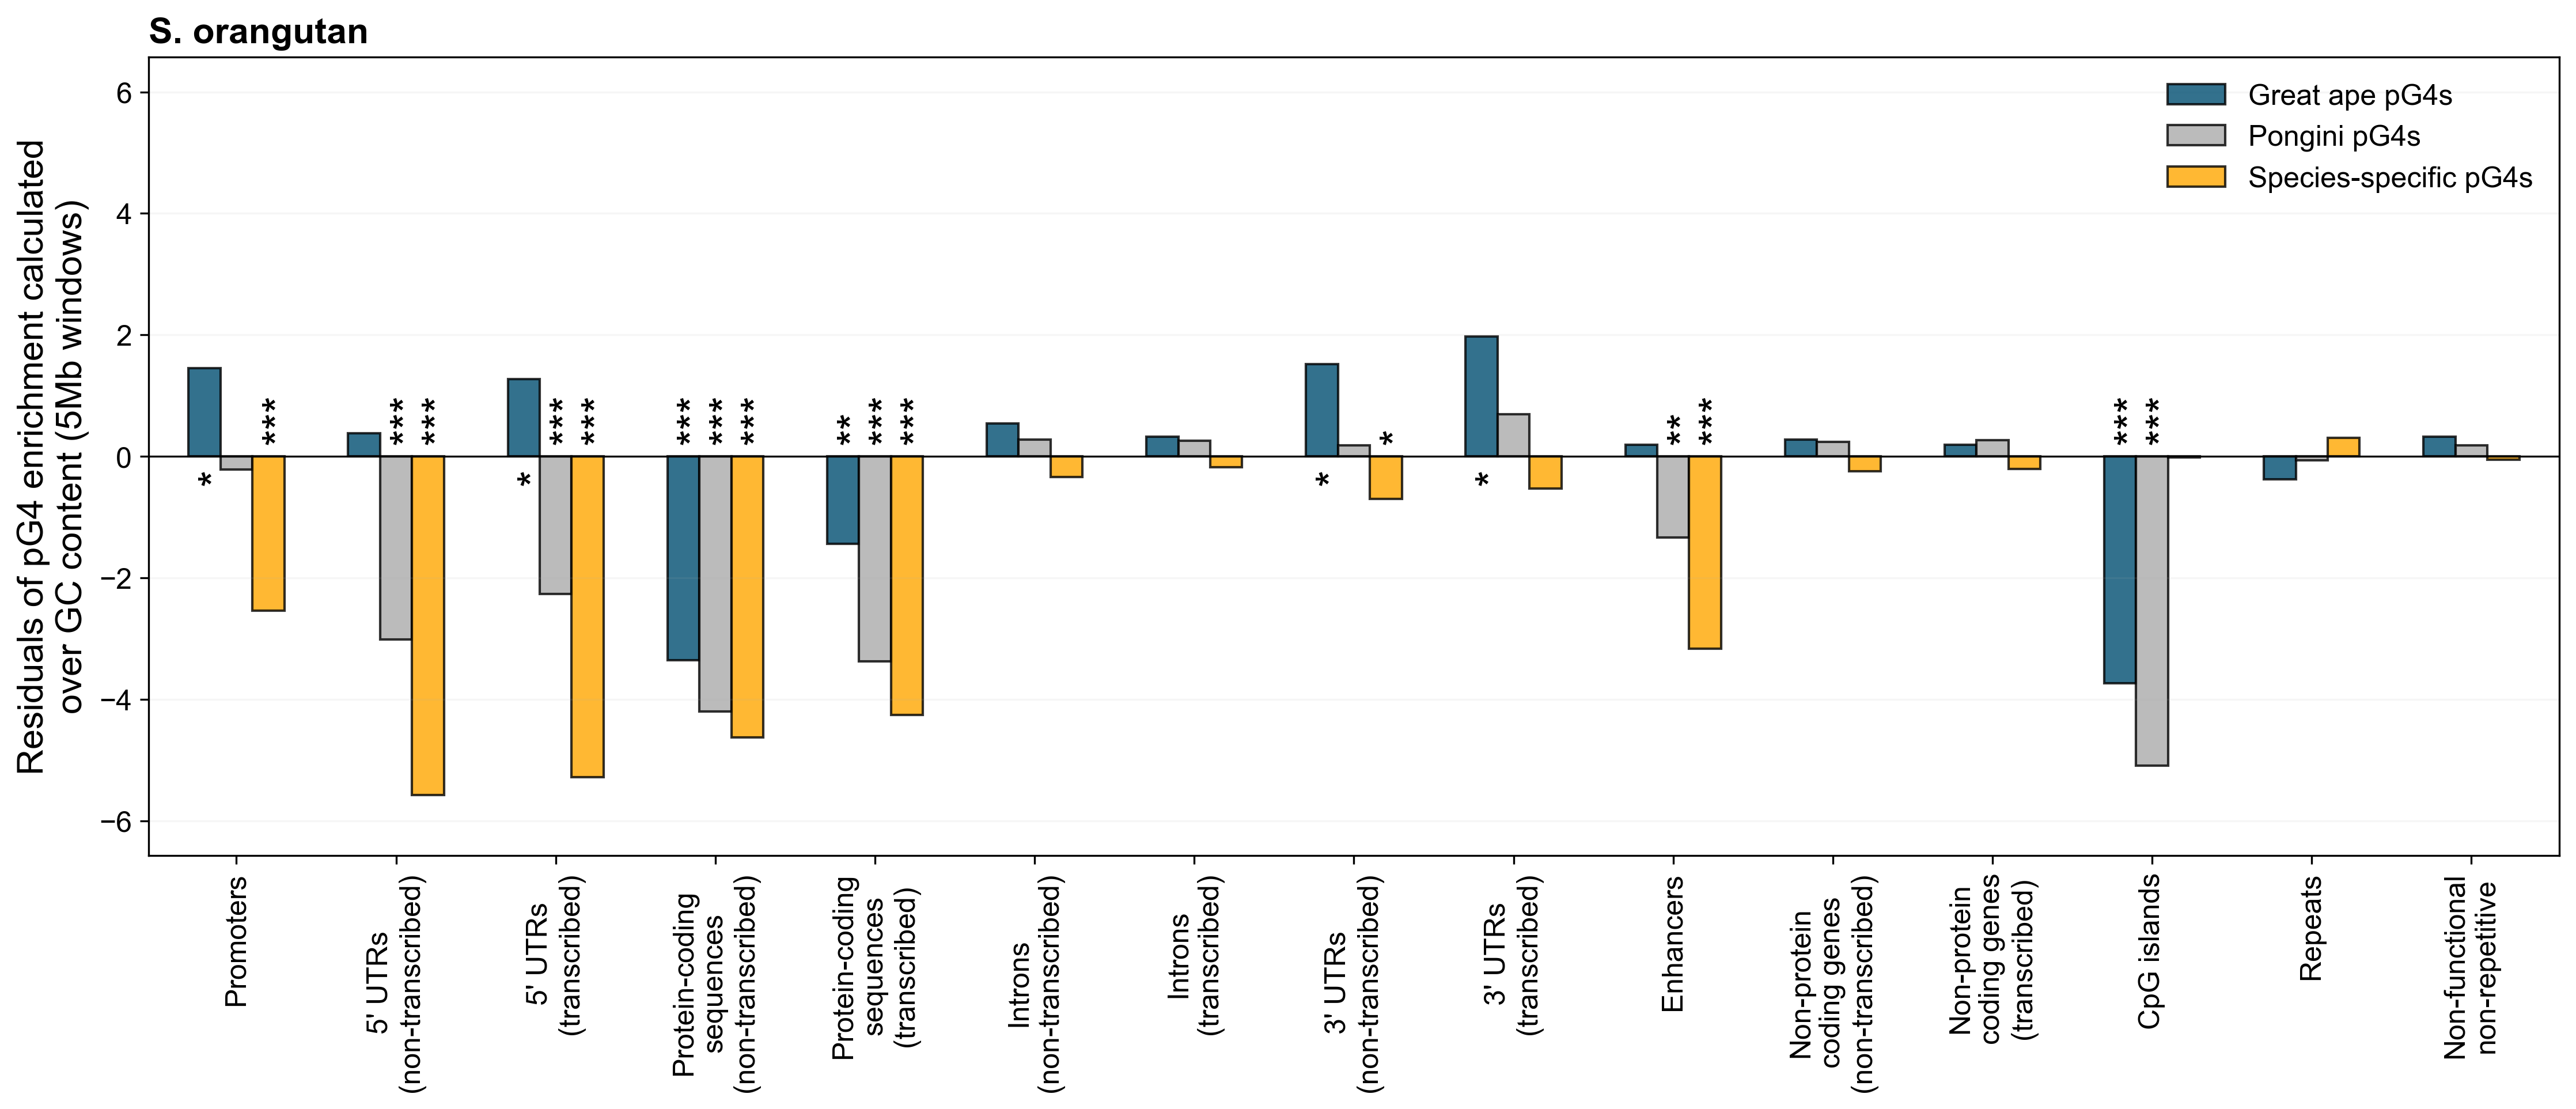 S. orangutan
Residuals of pG4 enrichment calculated
over GC content (5Mb windows)
6
4
2
0
−2
−4
−6
Great ape pG4s
Pongini pG4s
Species-specific pG4s
*
***
***
***
*
***
***
***
***
***
**
***
***
*
*
*
**
***
***
***
Promoters
5' UTRs
(non-transcribed)
5' UTRs
(transcribed)
Protein-coding
sequences
(non-transcribed)
Protein-coding
sequences
(transcribed)
Introns
(non-transcribed)
Introns
(transcribed)
3' UTRs
(non-transcribed)
3' UTRs
(transcribed)
Enhancers
Non-protein
coding genes
(non-transcribed)
Non-protein
coding genes
(transcribed)
CpG islands
Repeats
Non-functional
non-repetitive